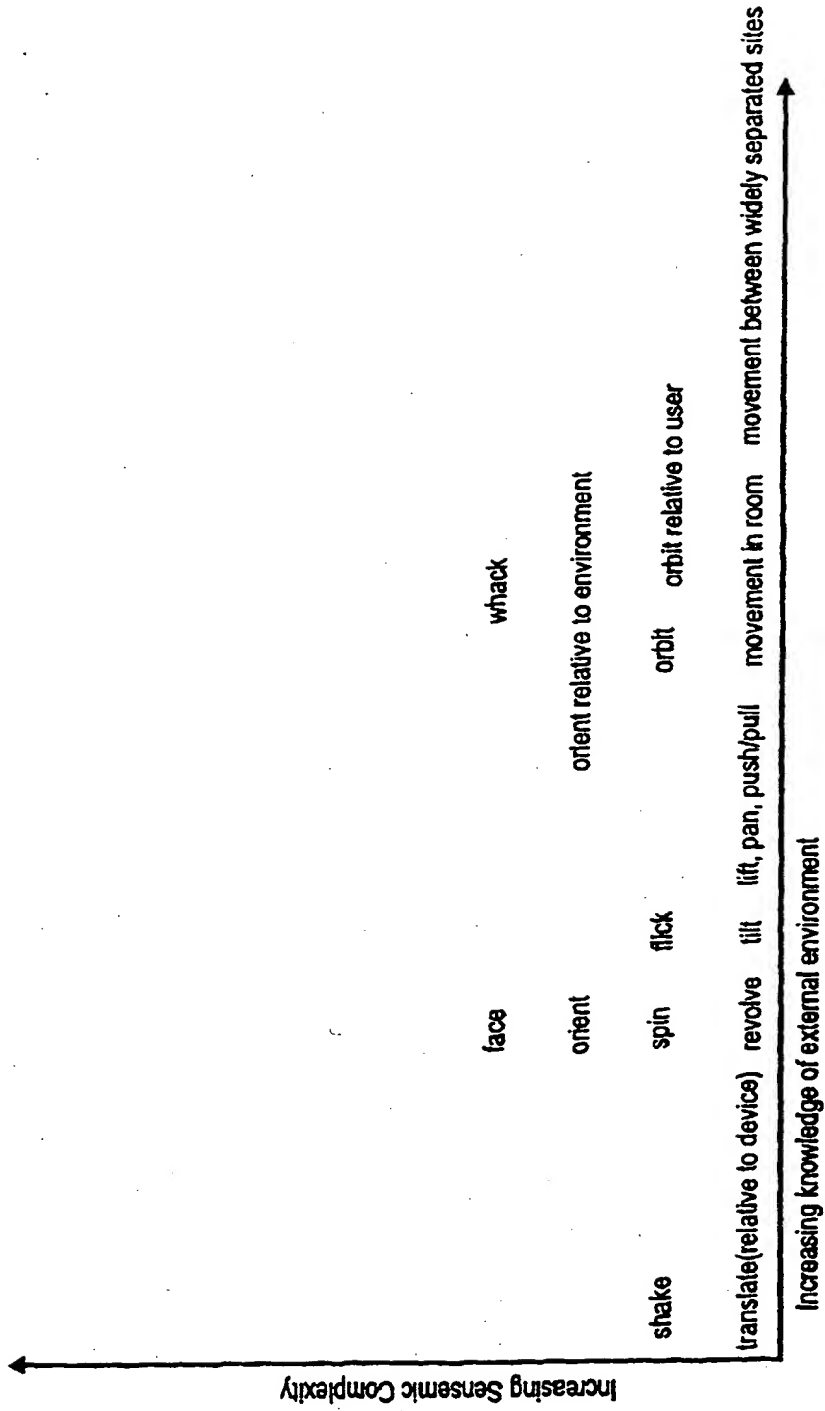 Increasing Sensemic Complexity
face whack
orient orient relative to environment
shake spin flick orbit orbit relative to user
translate(relative to device) revolve tilt lift, pan, push/pull movement in room movement between widely separated sites
Increasing knowledge of external environment